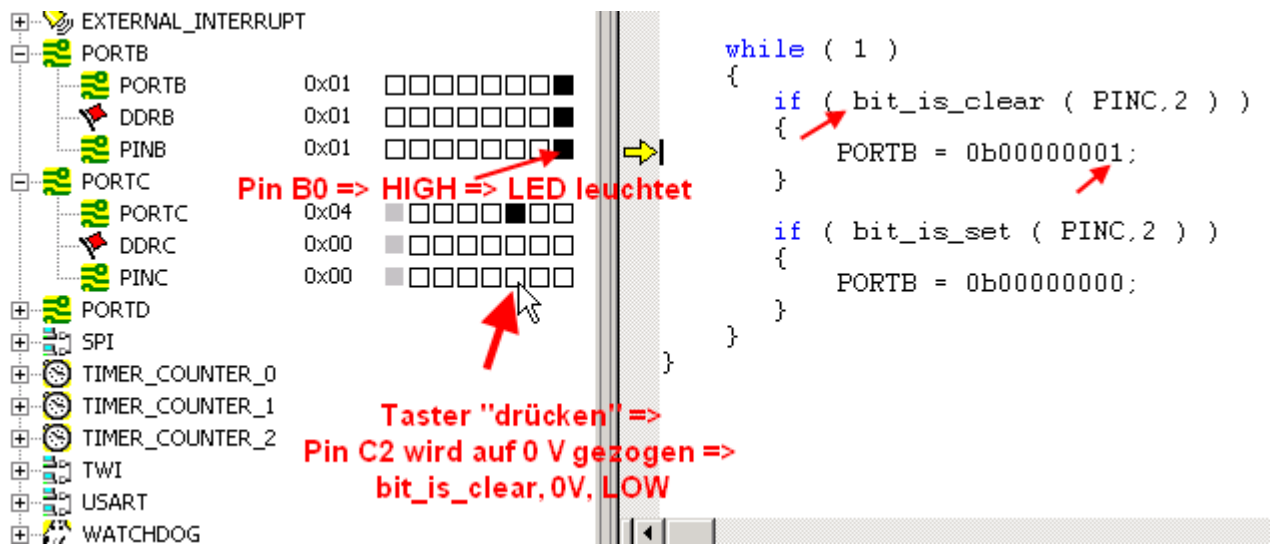 EXTERNAL_INTERRUPT
PORTB
PORTB 0x01
DDRB 0x01
PINB 0x01
Pin B0 => HIGH => LED leuchtet
PORTC
PORTC 0x04
DDRC 0x00
PINC 0x00
PORTD
SPI
TIMER_COUNTER_0
TIMER_COUNTER_1
TIMER_COUNTER_2
TWI
USART
WATCHDOG
Taster "drücken" =>
Pin C2 wird auf 0 V gezogen =>
bit_is_clear, 0V, LOW
while ( 1 )
{
if ( bit_is_clear ( PINC,2 ) )
{
PORTB = 0b00000001;
}
if ( bit_is_set ( PINC,2 ) )
{
PORTB = 0b00000000;
}
}
}